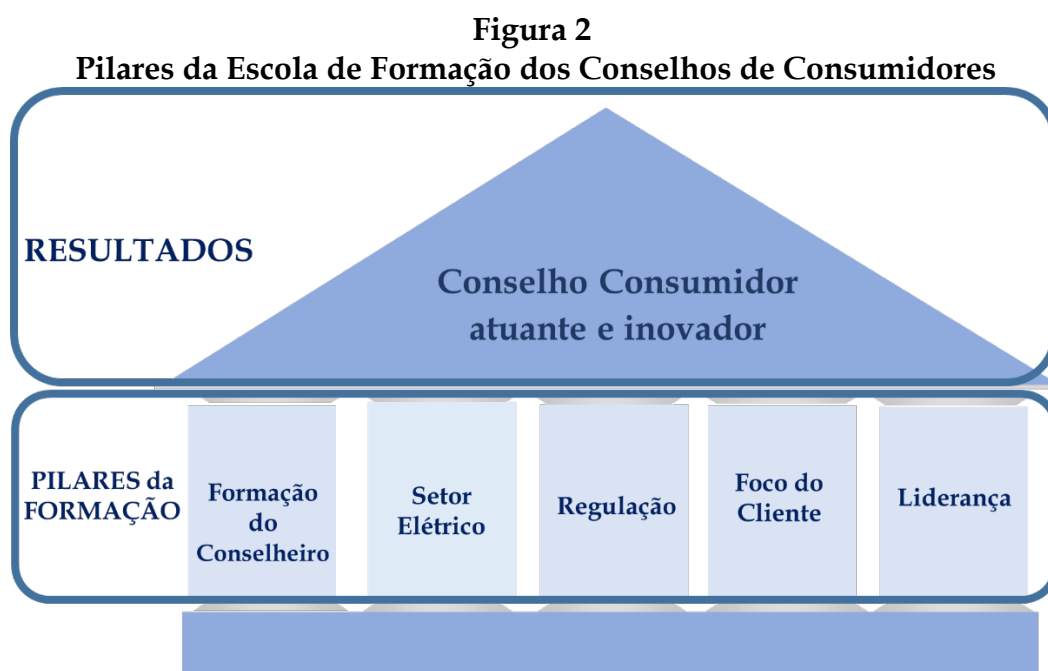 Figura 2
Pilares da Escola de Formação dos Conselhos de Consumidores
RESULTADOS
Conselho Consumidor
atuante e inovador
PILARES da
FORMAÇÃO
Formação
do
Conselheiro
Setor
Elétrico
Regulação
Foco do
Cliente
Liderança